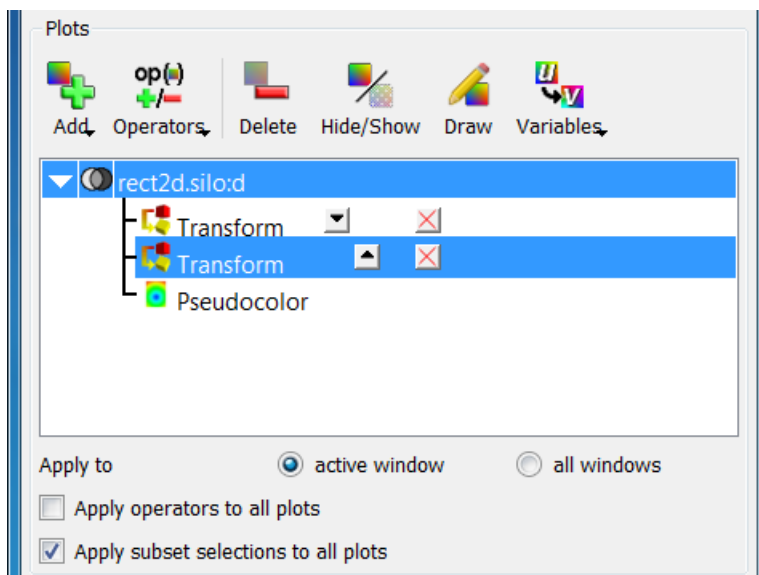 Plots
op( )
+/-
Add Operators Delete Hide/Show Draw Variables
u
v
rect2d.silo:d
Transform
Transform
Pseudocolor
Apply to active window all windows
Apply operators to all plots
Apply subset selections to all plots